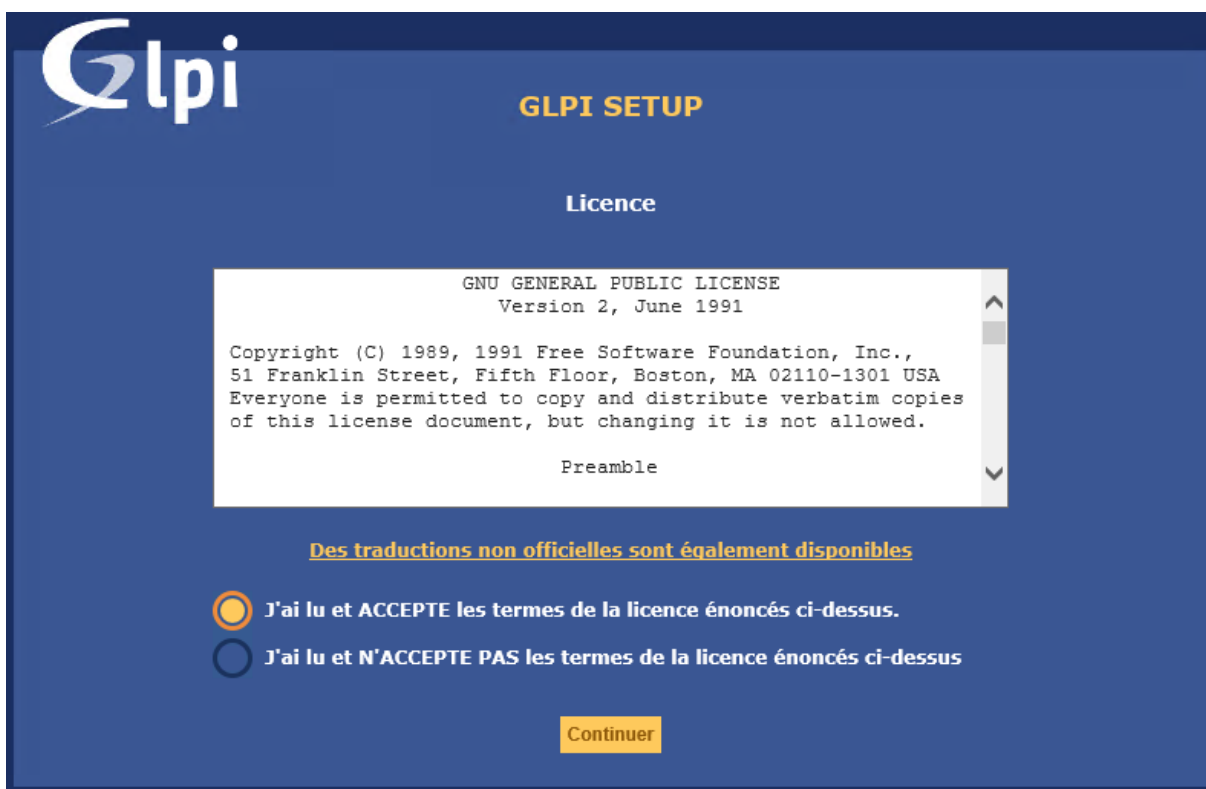 Glpi
GLPI SETUP
Licence
GNU GENERAL PUBLIC LICENSE
Version 2, June 1991
Copyright (C) 1989, 1991 Free Software Foundation, Inc.,
51 Franklin Street, Fifth Floor, Boston, MA 02110-1301 USA
Everyone is permitted to copy and distribute verbatim copies
of this license document, but changing it is not allowed.
Preamble
Des traductions non officielles sont également disponibles
J'ai lu et ACCEPTE les termes de la licence énoncés ci-dessus.
J'ai lu et N'ACCEPTE PAS les termes de la licence énoncés ci-dessus
Continuer